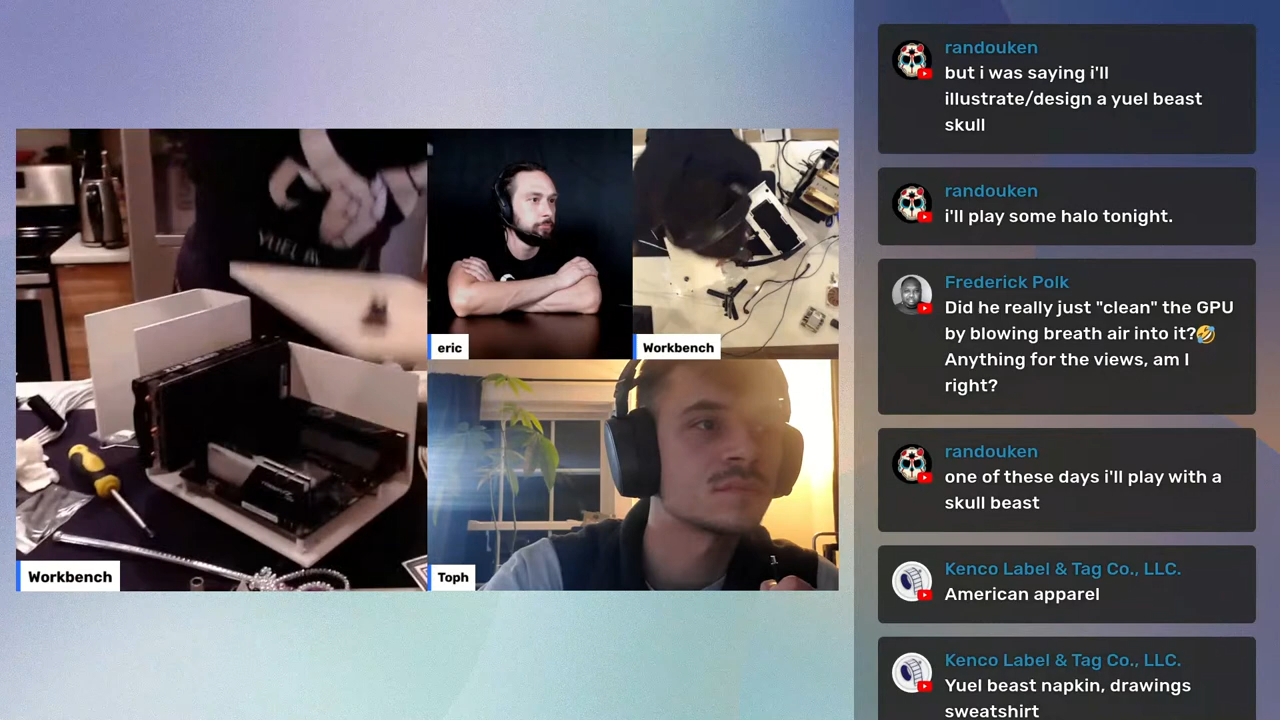 YUEL
eric
Workbench
Workbench
Toph
randouken
but i was saying i'll
illustrate/design a yuel beast
skull
randouken
i'll play some halo tonight.
Frederick Polk
Did he really just "clean" the GPU
by blowing breath air into it?🤣
Anything for the views, am I
right?
randouken
one of these days i'll play with a
skull beast
Kenco Label & Tag Co., LLC.
American apparel
Kenco Label & Tag Co., LLC.
Yuel beast napkin, drawings
sweatshirt